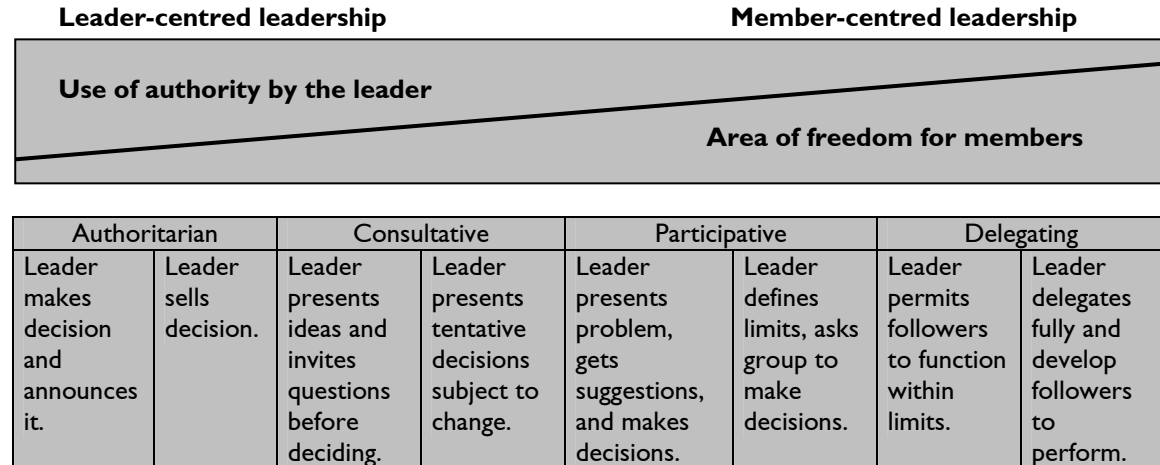 Leader-centred leadership
Member-centred leadership
Use of authority by the leader
Area of freedom for members
Authoritarian
Consultative
Participative
Delegating
Leader
makes
decision
and
announces
it.
Leader
sells
decision.
Leader
presents
ideas and
invites
questions
before
deciding.
Leader
presents
tentative
decisions
subject to
change.
Leader
presents
problem,
gets
suggestions,
and makes
decisions.
Leader
defines
limits, asks
group to
make
decisions.
Leader
permits
followers
to function
within
limits.
Leader
delegates
fully and
develop
followers
to
perform.